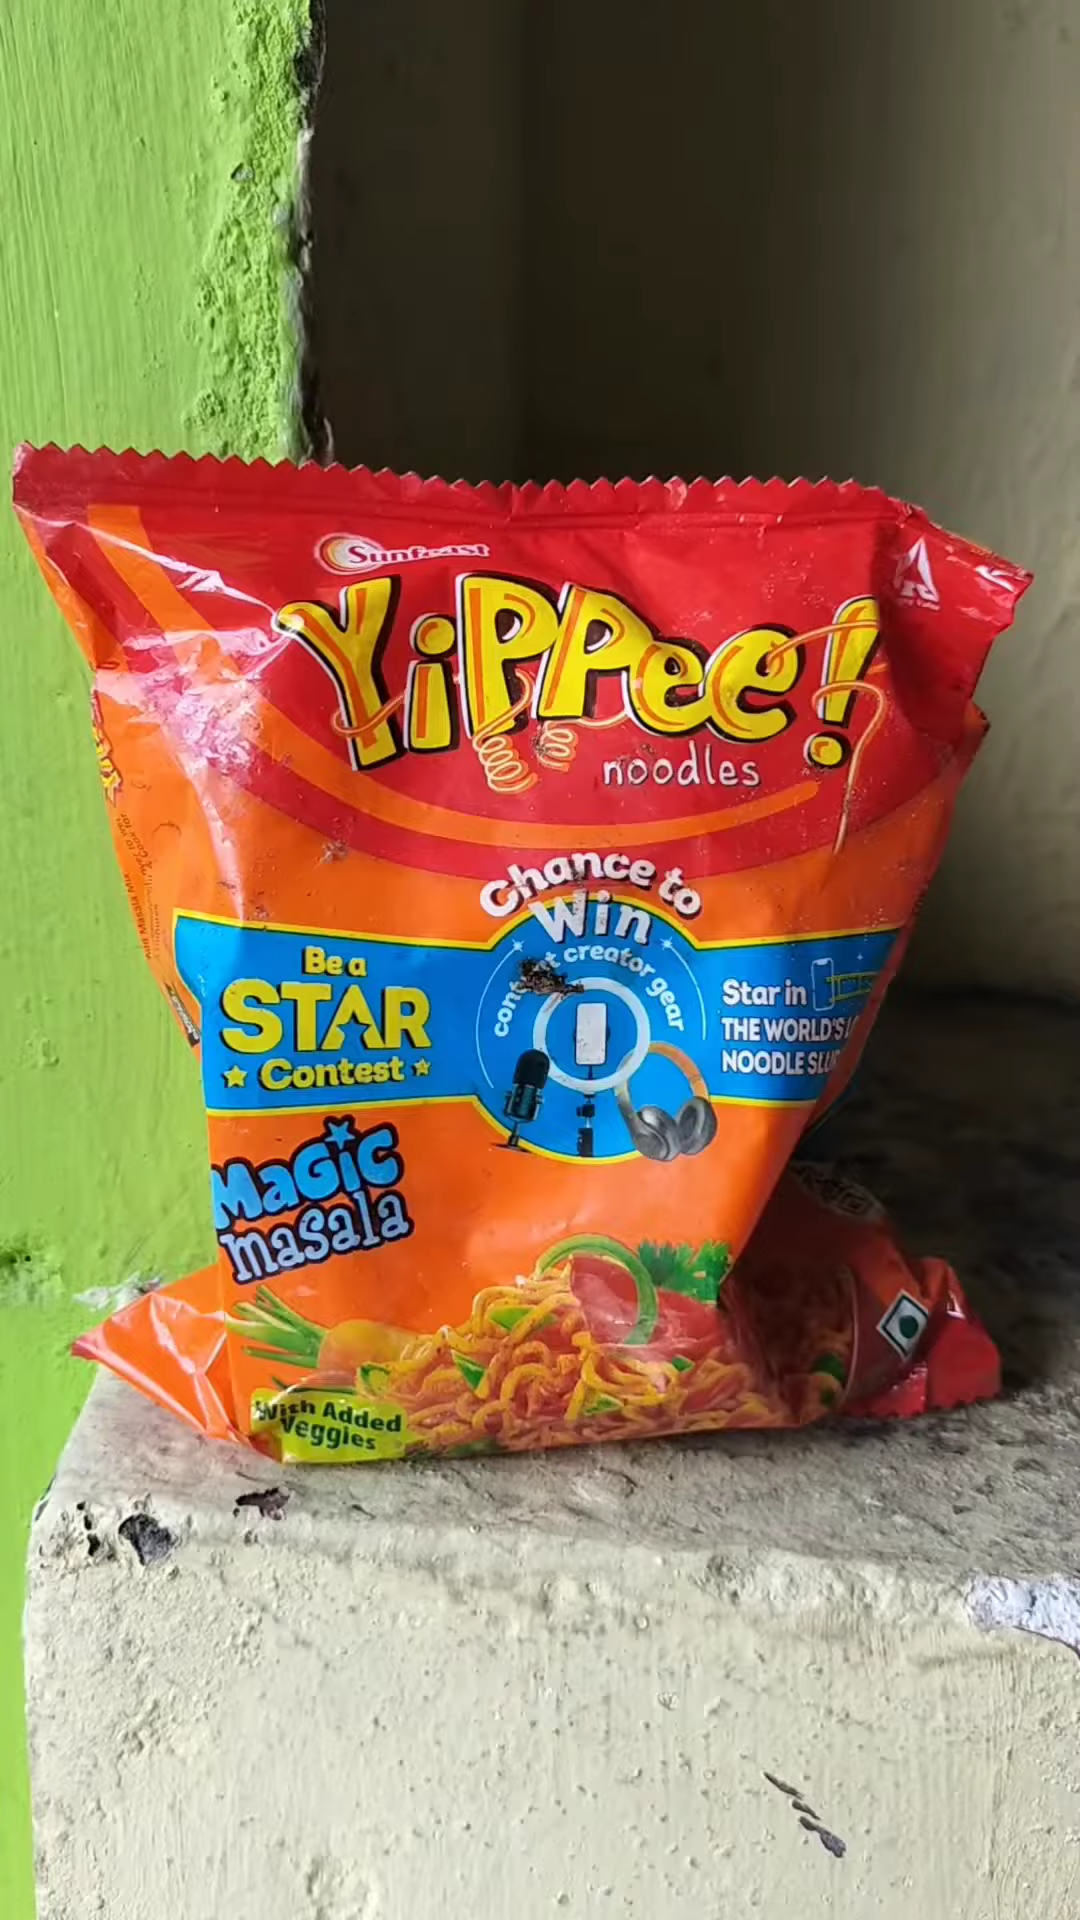 Sunfeast
YiPPee!
noodles
Chance to
Win
content creator gear
Be a
STAR
Contest
Star in
THE WORLD'S
NOODLE
MaGic
masala
With Added
Veggies